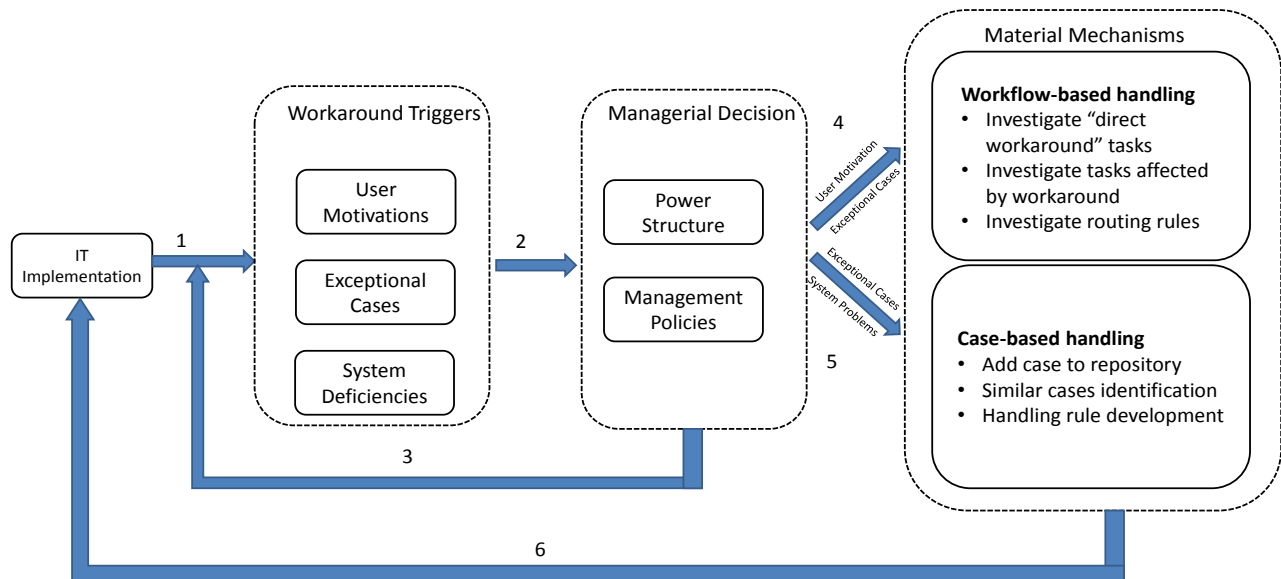 Material Mechanisms
Workaround Triggers
Managerial Decision
4
Workflow-based handling
• Investigate “direct
workaround” tasks
• Investigate tasks affected
by workaround
• Investigate routing rules
User Motivation
Exceptional Cases
User
Motivations
Power
Structure
1
2
IT
Implementation
Exceptional
Cases
Management
Policies
Exceptional Cases
System Problems
5
System
Deficiencies
Case-based handling
• Add case to repository
• Similar cases identification
• Handling rule development
3
6